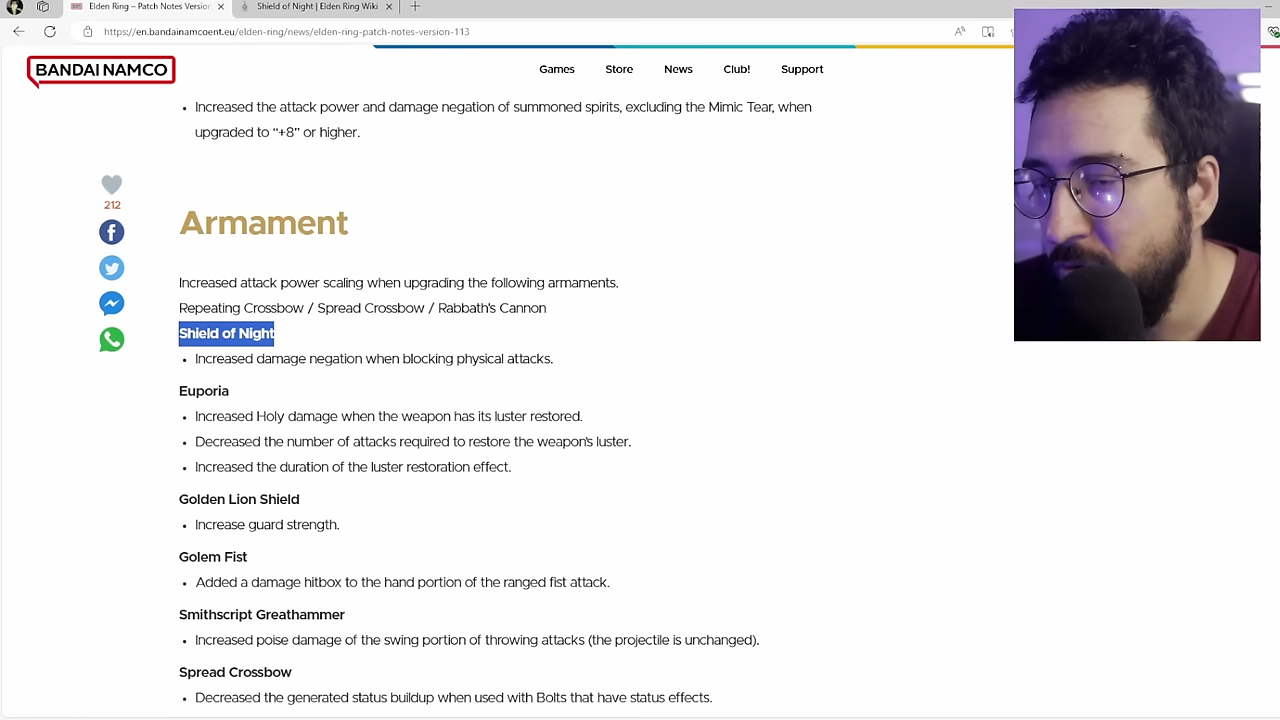 Elden Ring – Patch Notes Version
Shield of Night | Elden Ring Wiki
https://en.bandainamcoent.eu/elden-ring/news/elden-ring-patch-notes-version-113
BANDAI NAMCO
Games
Store
News
Club!
Support
• Increased the attack power and damage negation of summoned spirits, excluding the Mimic Tear, when
upgraded to “+8” or higher.
212
Armament
Increased attack power scaling when upgrading the following armaments.
Repeating Crossbow / Spread Crossbow / Rabbath's Cannon
Shield of Night
• Increased damage negation when blocking physical attacks.
Euporia
• Increased Holy damage when the weapon has its luster restored.
• Decreased the number of attacks required to restore the weapon's luster.
• Increased the duration of the luster restoration effect.
Golden Lion Shield
• Increase guard strength.
Golem Fist
• Added a damage hitbox to the hand portion of the ranged fist attack.
Smithscript Greathammer
• Increased poise damage of the swing portion of throwing attacks (the projectile is unchanged).
Spread Crossbow
• Decreased the generated status buildup when used with Bolts that have status effects.